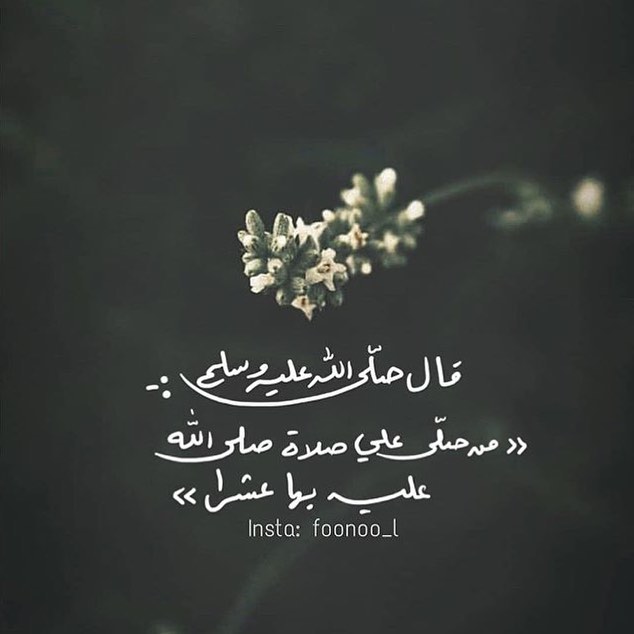 قال صلّى الله عليه وسلم :-
«من صلّى علي صلاة صلى الله
عليه بها عشرا»
Insta: foonoo_l